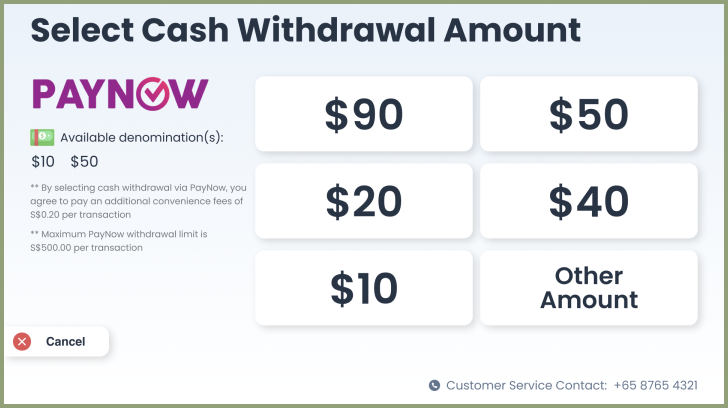 Select Cash Withdrawal Amount
PAYNOW
Available denomination(s):
$10 $50
** By selecting cash withdrawal via PayNow, you
agree to pay an additional convenience fees of
S$0.20 per transaction
** Maximum PayNow withdrawal limit is
S$500.00 per transaction
$90
$50
$20
$40
$10
Other
Amount
Cancel
Customer Service Contact: +65 8765 4321